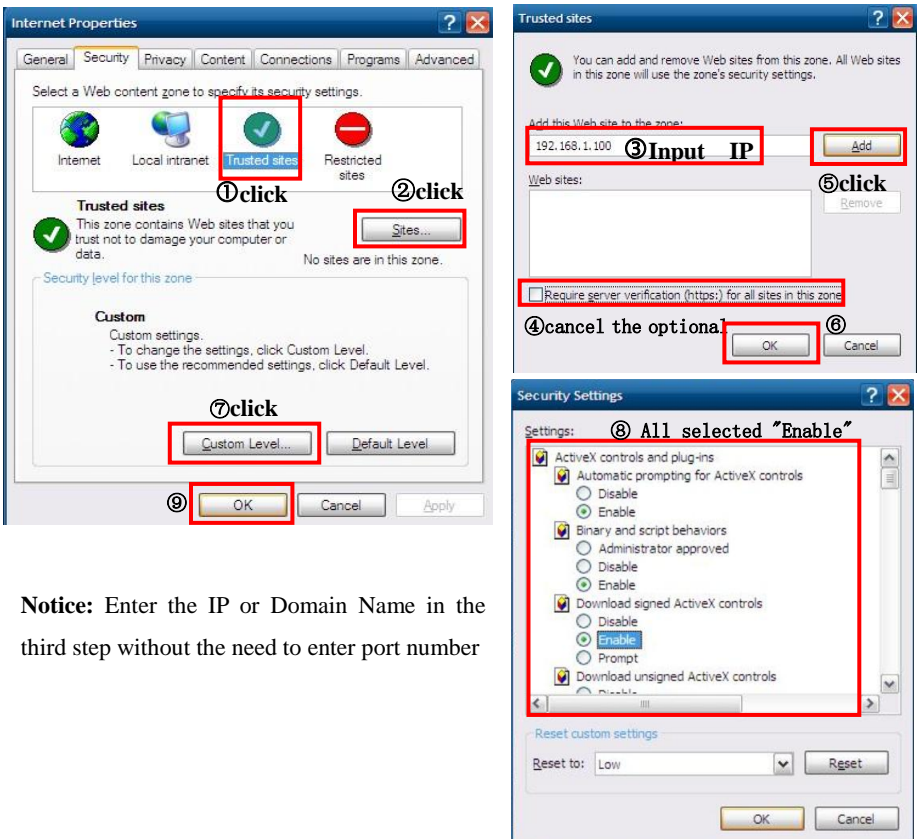 Internet Properties
General Security Privacy Content Connections Programs Advanced
Select a Web content zone to specify its security settings.
Internet Local intranet Trusted sites Restricted sites
①click
②click
Trusted sites
This zone contains Web sites that you
trust not to damage your computer or
data.
Sites...
No sites are in this zone.
Security level for this zone
Custom
Custom settings.
- To change the settings, click Custom Level.
- To use the recommended settings, click Default Level.
⑦click
Custom Level... Default Level
⑨ OK Cancel Apply
Notice: Enter the IP or Domain Name in the
third step without the need to enter port number
Trusted sites
You can add and remove Web sites from this zone. All Web sites
in this zone will use the zone's security settings.
Add this Web site to the zone:
192.168.1.100 ③Input IP Add
Web sites: ⑤click
Remove
Require server verification (https:) for all sites in this zone
④cancel the optional ⑥
OK Cancel
Security Settings
Settings: ⑧ All selected "Enable"
ActiveX controls and plug-ins
Automatic prompting for ActiveX controls
Disable
Enable
Binary and script behaviors
Administrator approved
Disable
Enable
Download signed ActiveX controls
Disable
Enable
Prompt
Download unsigned ActiveX controls
Disable
Reset custom settings
Reset to: Low Reset
OK Cancel